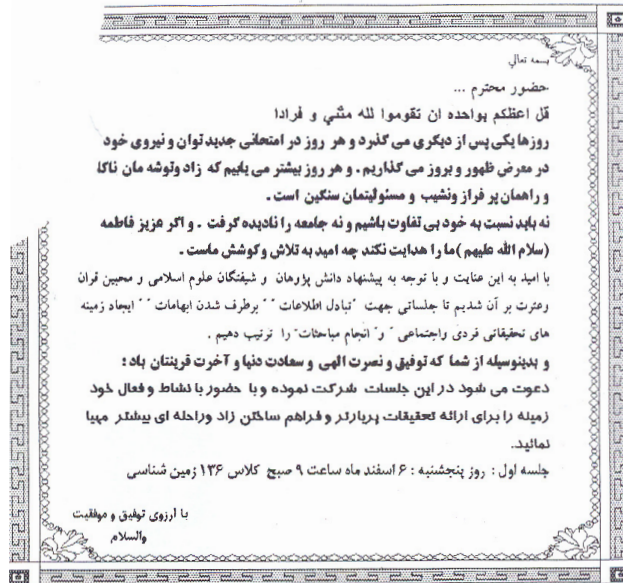 بسمه تعالي
حضور محترم ...
قل اعظكم بواحده ان تقوموا لله مثني و فرادا
روزها یکی پس از دیگری می گذرد و هر روز در امتحانی جدید توان و نیروی خود
در معرض ظهور و بروز می گذاریم . و هر روز بیشتر می یابیم که زاد وتوشه مان ناکا
و راهمان پر فراز ونشیب و مسئولیتمان سنگین است .
نه باید نسبت به خود بی تفاوت باشیم و نه جامعه را نادیده گرفت . و اگر عزیز فاطمه
(سلام الله علیهم )ما را هدایت نکند چه امید به تلاش وکوشش ماست .
با امید به این عنایت و با توجه به پیشنهاد دانش پژوهان و شیفتگان علوم اسلامی و محبین قران
وعترت بر آن شدیم تا جلساتی جهت "تبادل اطلاعات " " برطرف شدن ابهامات " " ایجاد زمینه
های تحقیقاتی فردی واجتماعی " و" انجام مباحثات" را ترتیب دهیم .
و بدینوسیله از شما که توفیق و نصرت الهی و سعادت دنیا و آخرت قرینتان باد ؛
دعوت می شود در این جلسات شرکت نموده و با حضور با نشاط و فعال خود
زمینه را برای ارائه تحقیقات پربارتر و فراهم ساختن زاد وراحله ای بیشتر مهیا
نمائید.
جلسه اول : روز پنجشنبه : ۶ اسفند ماه ساعت ۹ صبح کلاس ۱۳۶ زمین شناسی
با آرزوی توفیق و موفقیت
والسلام